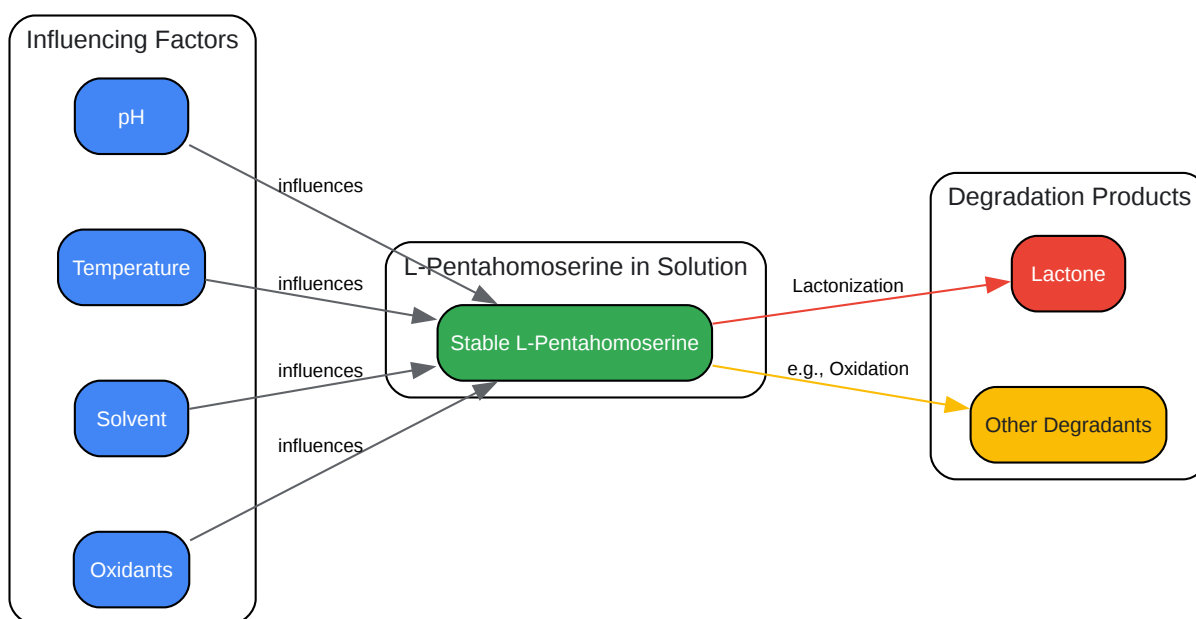 Influencing Factors
pH
Temperature
Solvent
Oxidants
influences
influences
influences
influences
L-Pentahomoserine in Solution
Stable L-Pentahomoserine
Lactonization
e.g., Oxidation
Degradation Products
Lactone
Other Degradants